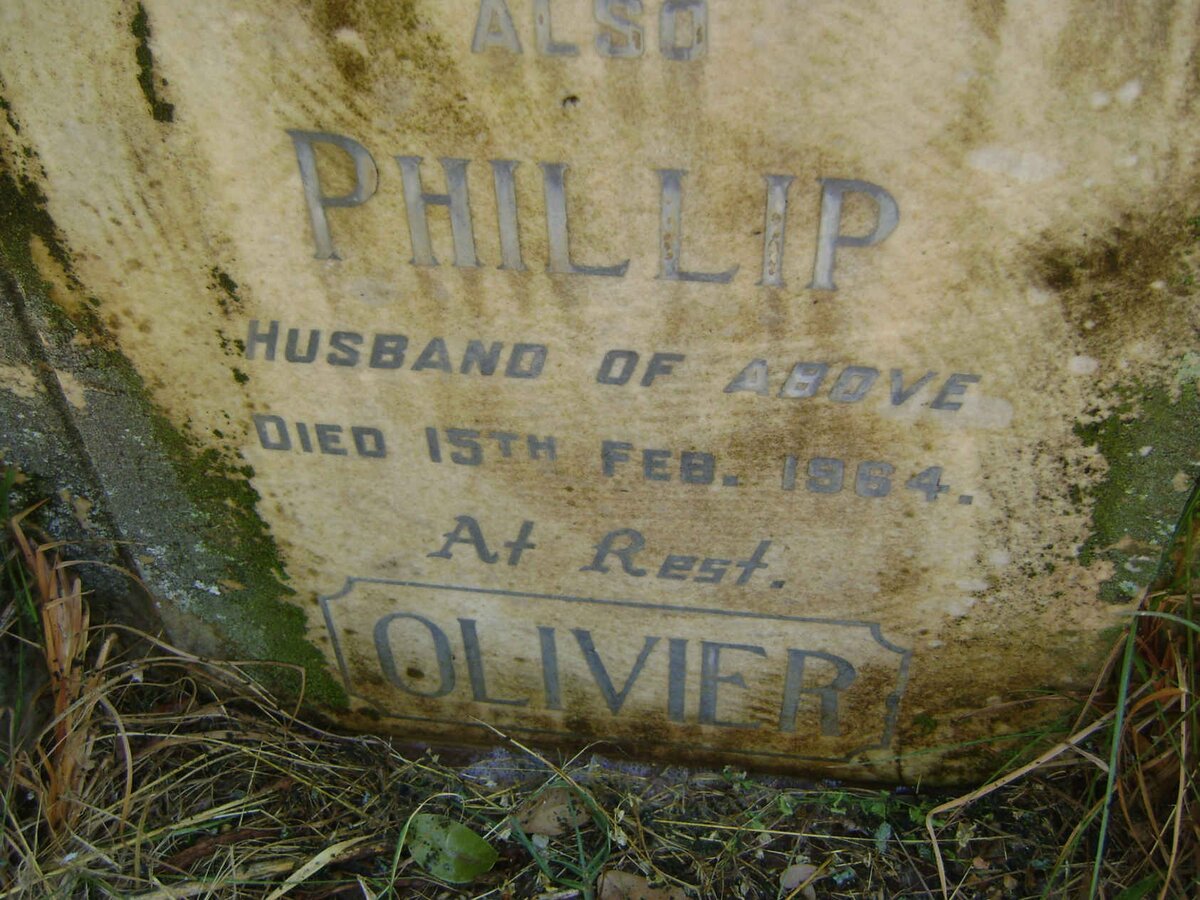 ALSO
PHILLIP
HUSBAND OF ABOVE
DIED 15TH FEB. 1964.
At Rest.
OLIVIER